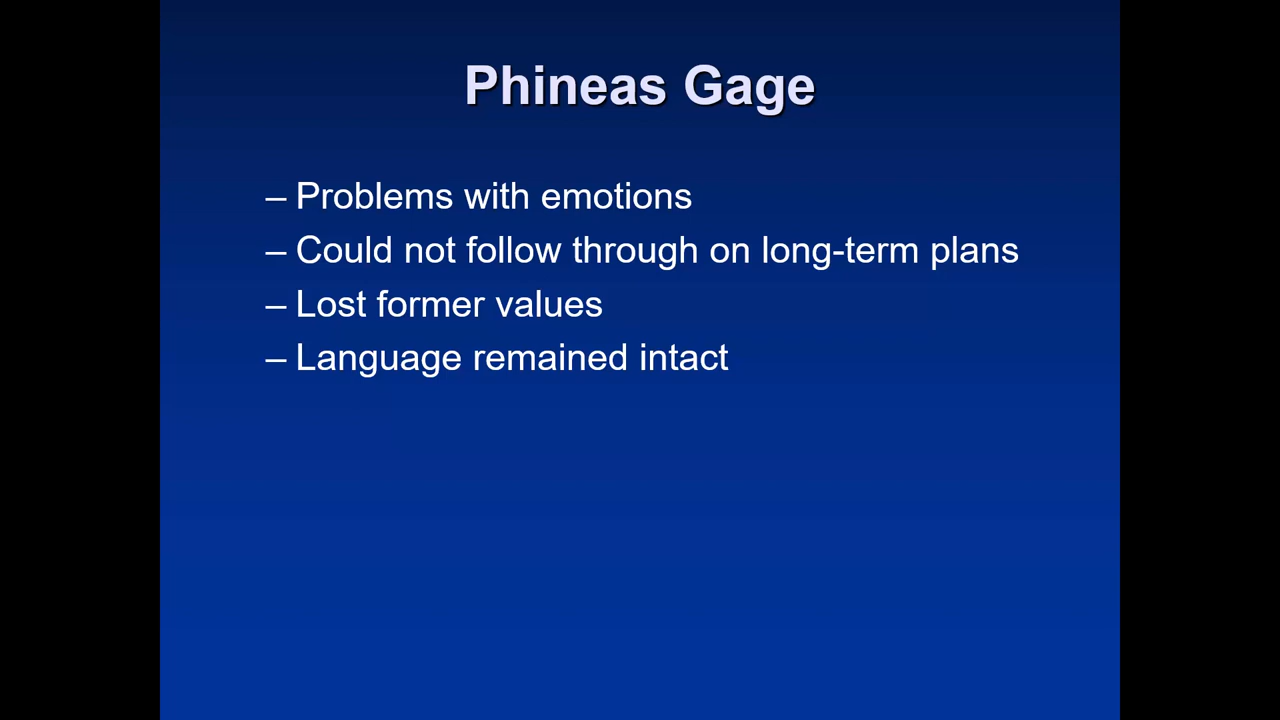 Phineas Gage
– Problems with emotions
– Could not follow through on long-term plans
– Lost former values
– Language remained intact